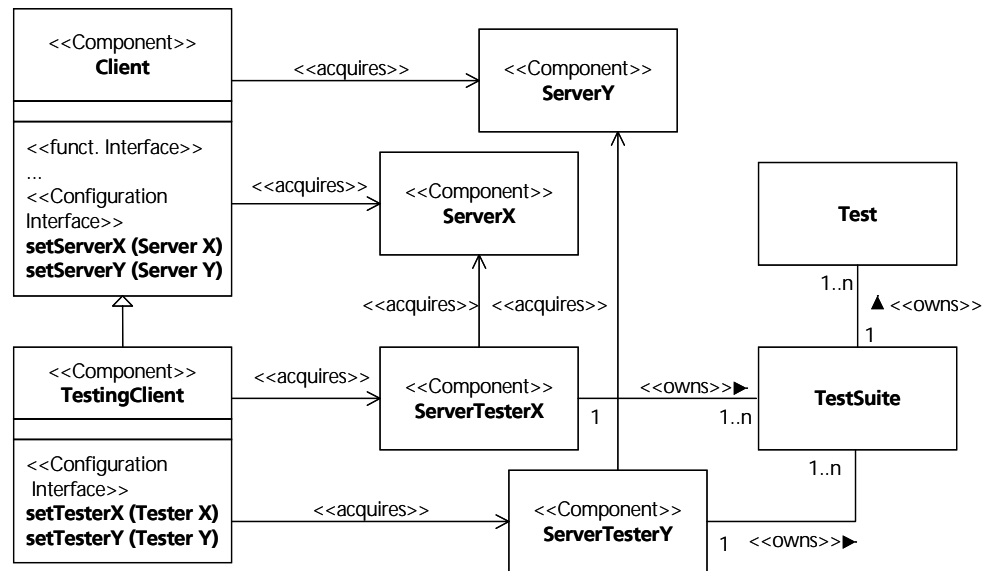 <<Component>>
Client
<<funct. Interface>>
...
<<Configuration
Interface>>
setServerX (Server X)
setServerY (Server Y)
<<acquires>>
<<Component>>
ServerY
<<acquires>>
<<Component>>
ServerX
Test
1..n
<<owns>>
1
<<acquires>>
<<acquires>>
<<Component>>
TestingClient
<<Configuration
Interface>>
setTesterX (Tester X)
setTesterY (Tester Y)
<<acquires>>
<<Component>>
ServerTesterX
1
<<owns>>
1..n
TestSuite
1..n
<<acquires>>
<<Component>>
ServerTesterY
1
<<owns>>